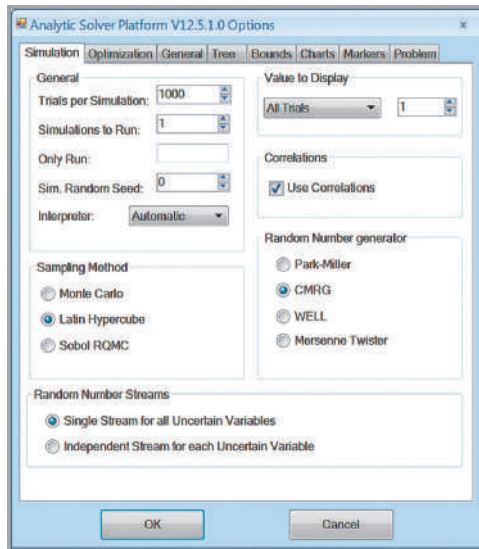 Analytic Solver Platform V12.5.1.0 Options
x
Simulation Optimization General Tree Bounds Charts Markers Problem
General
Trials per Simulation: 1000
Simulations to Run: 1
Only Run:
Sim. Random Seed: 0
Interpreter: Automatic
Value to Display
All Trials 1
Correlations
Use Correlations
Sampling Method
Monte Carlo
Latin Hypercube
Sobol RQMC
Random Number generator
Park-Miller
CMRG
WELL
Mersenne Twister
Random Number Streams
Single Stream for all Uncertain Variables
Independent Stream for each Uncertain Variable
OK Cancel